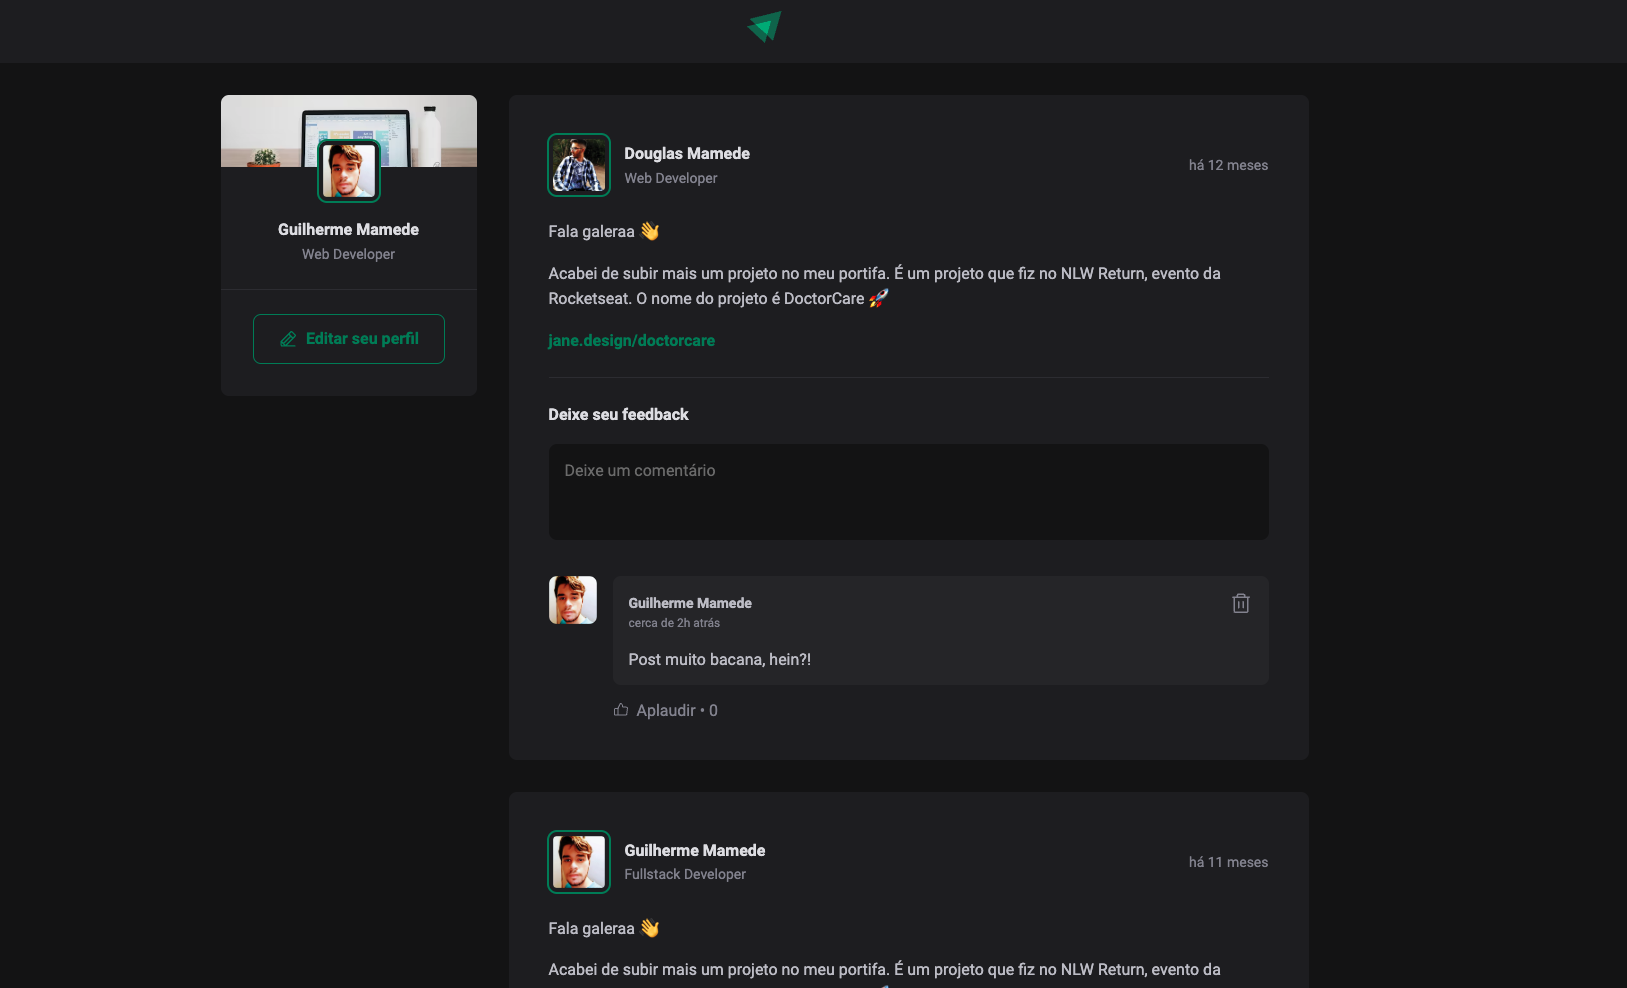 Guilherme Mamede
Web Developer
Editar seu perfil
Douglas Mamede
Web Developer
há 12 meses
Fala galeraa 👋
Acabei de subir mais um projeto no meu portifa. É um projeto que fiz no NLW Return, evento da
Rocketseat. O nome do projeto é DoctorCare 🚀
jane.design/doctorcare
Deixe seu feedback
Deixe um comentário
Guilherme Mamede
cerca de 2h atrás
Post muito bacana, hein?!
Aplaudir • 0
Guilherme Mamede
Fullstack Developer
há 11 meses
Fala galeraa 👋
Acabei de subir mais um projeto no meu portifa. É um projeto que fiz no NLW Return, evento da